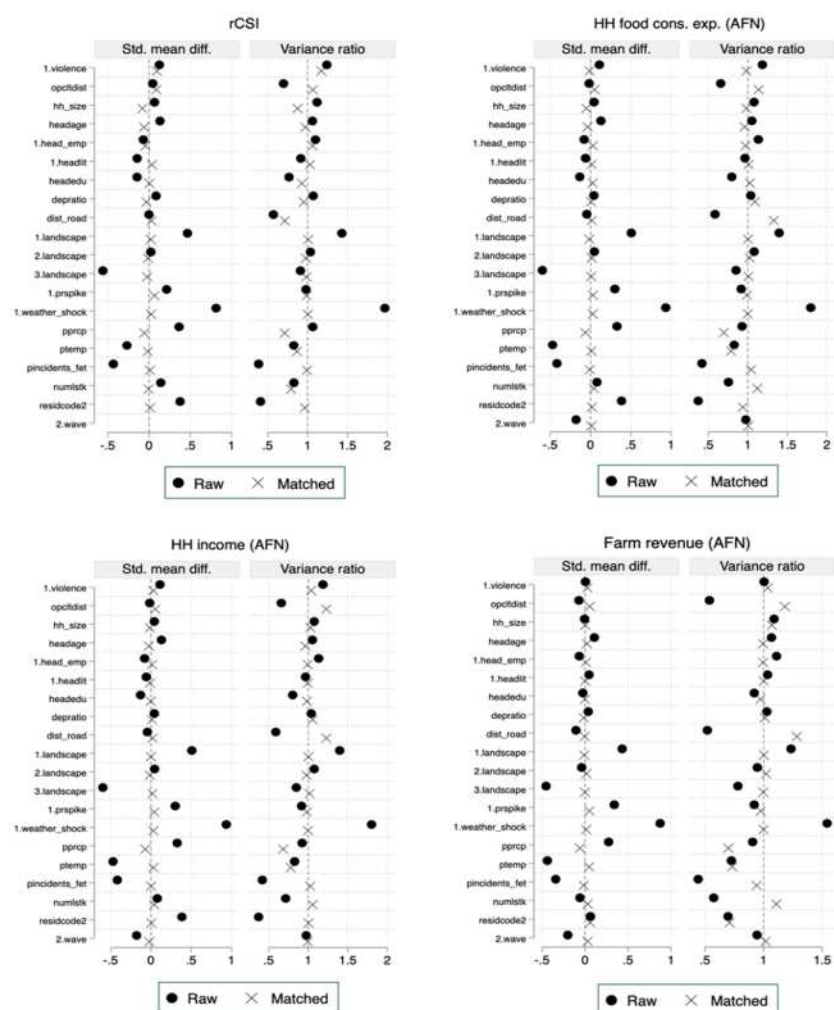 rCSI
Std. mean diff. Variance ratio
1.violence
opcltdist
hh_size
headage
1.head_emp
1.headlit
headedu
depratio
dist_road
1.landscape
2.landscape
3.landscape
1.prspike
1.weather_shock
pprcp
ptemp
pincidents_fet
numlstk
residcode2
2.wave
-.5 0 .5 1 0 .5 1 1.5 2
Raw Matched
HH food cons. exp. (AFN)
Std. mean diff. Variance ratio
1.violence
opcltdist
hh_size
headage
1.head_emp
1.headlit
headedu
depratio
dist_road
1.landscape
2.landscape
3.landscape
1.prspike
1.weather_shock
pprcp
ptemp
pincidents_fet
numlstk
residcode2
2.wave
-.5 0 .5 1 .5 1 1.5 2
Raw Matched
HH income (AFN)
Std. mean diff. Variance ratio
1.violence
opcltdist
hh_size
headage
1.head_emp
1.headlit
headedu
depratio
dist_road
1.landscape
2.landscape
3.landscape
1.prspike
1.weather_shock
pprcp
ptemp
pincidents_fet
numlstk
residcode2
2.wave
-.5 0 .5 1 .5 1 1.5 2
Raw Matched
Farm revenue (AFN)
Std. mean diff. Variance ratio
1.violence
opcltdist
hh_size
headage
1.head_emp
1.headlit
headedu
depratio
dist_road
1.landscape
2.landscape
3.landscape
1.prspike
1.weather_shock
pprcp
ptemp
pincidents_fet
numlstk
residcode2
2.wave
-.5 0 .5 1 .5 1 1.5
Raw Matched